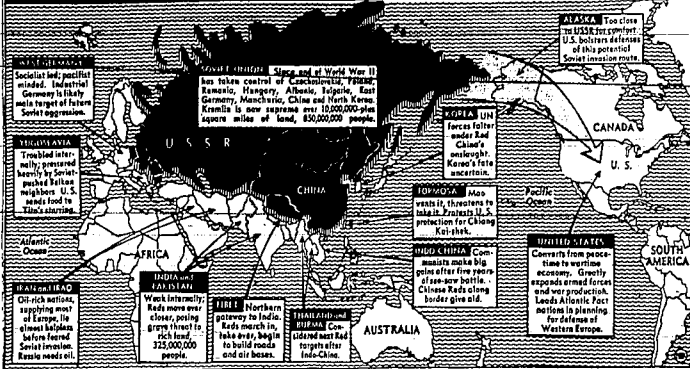 WEST GERMANY
Socialist led; pacifist
minded. Industrial
Germany is likely
main target of future
Soviet aggression.
YUGOSLAVIA
Troubled inter-
nally; pressured
heavily by Soviet-
pushed Balkan
neighbors U.S.
sends food to
Tito's starving.
SOVIET UNION Since end of World War II
has taken control of Czechoslovakia, Poland,
Romania, Hungary, Albania, Bulgaria, East
Germany, Manchuria, China and North Korea.
Kremlin is now supreme over 10,000,000-plus
square miles of land, 850,000,000 people.
ALASKA Too close
to USSR for comfort.
U.S. bolsters defenses
of this potential
Soviet invasion route.
USSR
CHINA
KOREA UN
forces falter
under Red
China's
onslaught.
Korea's fate
uncertain.
CANADA
U. S.
Pacific
Ocean
FORMOSA Mao
wants it, threatens to
take it. Protests U.S.
protection for Chiang
Kai-shek.
INDO CHINA Com-
munists make big
gains after five years
of see-saw battle.
Chinese Reds along
border give aid.
UNITED STATES
Converts from peace-
time to wartime
economy. Greatly
expands armed forces
and war production.
Leads Atlantic Pact
nations in planning
for defense of
Western Europe.
SOUTH
AMERICA
Atlantic
Ocean
AFRICA
IRAN and IRAQ
Oil-rich nations,
supplying most
of Europe, lie
almost helpless
before feared
Soviet invasion.
Russia needs oil.
INDIA and
PAKISTAN
Weak internally;
Reds move ever
closer, posing
grave threat to
rich land,
325,000,000
people.
TIBET Northern
gateway to India.
Reds march in,
take over, begin
to build roads
and air bases.
THAILAND and
BURMA Con-
sidered next Red
targets after
Indo-China.
AUSTRALIA